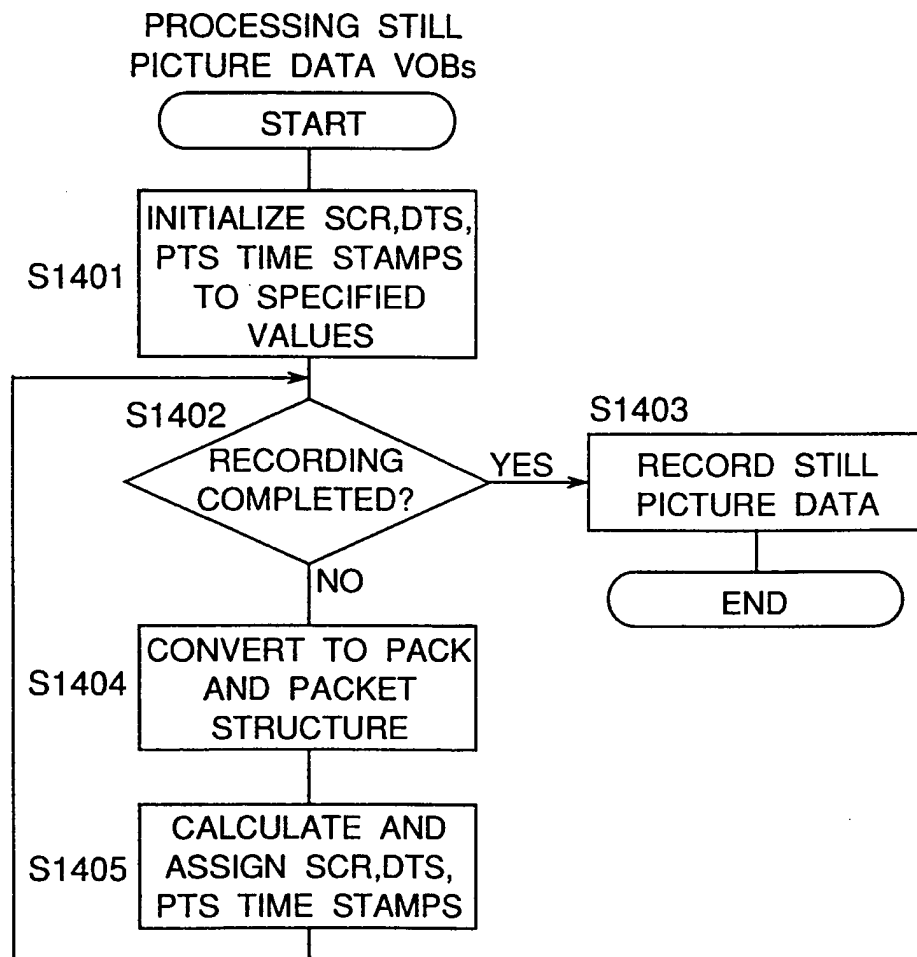 PROCESSING STILL
PICTURE DATA VOBs
START
S1401
INITIALIZE SCR,DTS,
PTS TIME STAMPS
TO SPECIFIED
VALUES
S1402
RECORDING
COMPLETED?
YES
S1403
RECORD STILL
PICTURE DATA
END
NO
S1404
CONVERT TO PACK
AND PACKET
STRUCTURE
S1405
CALCULATE AND
ASSIGN SCR,DTS,
PTS TIME STAMPS